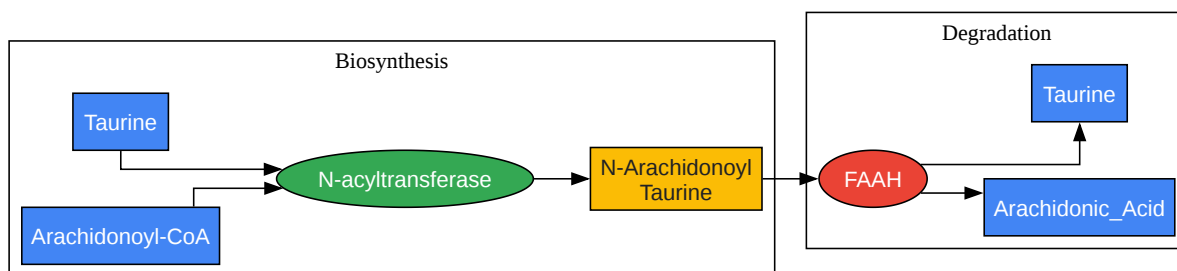 Biosynthesis
Taurine
Arachidonoyl-CoA
N-acyltransferase
N-Arachidonoyl
Taurine
Degradation
FAAH
Taurine
Arachidonic_Acid